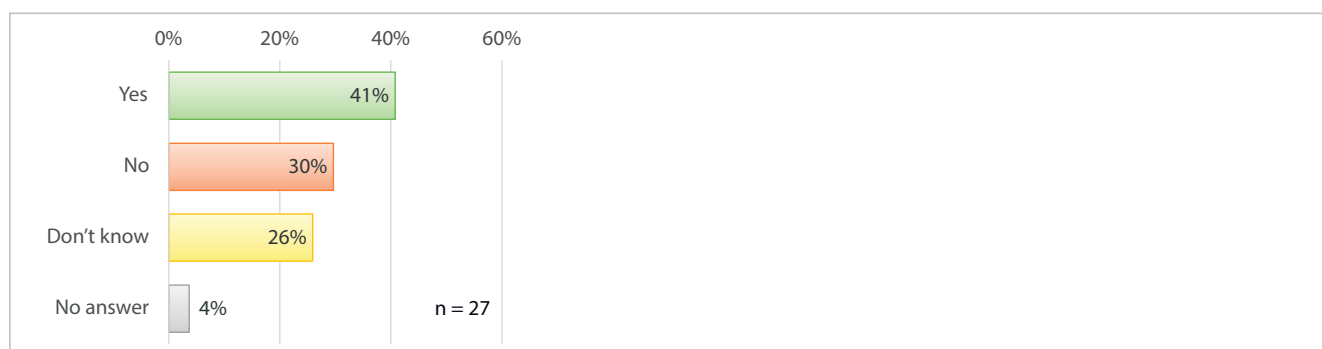 0% 20% 40% 60%
Yes 41%
No 30%
Don't know 26%
No answer 4% n = 27